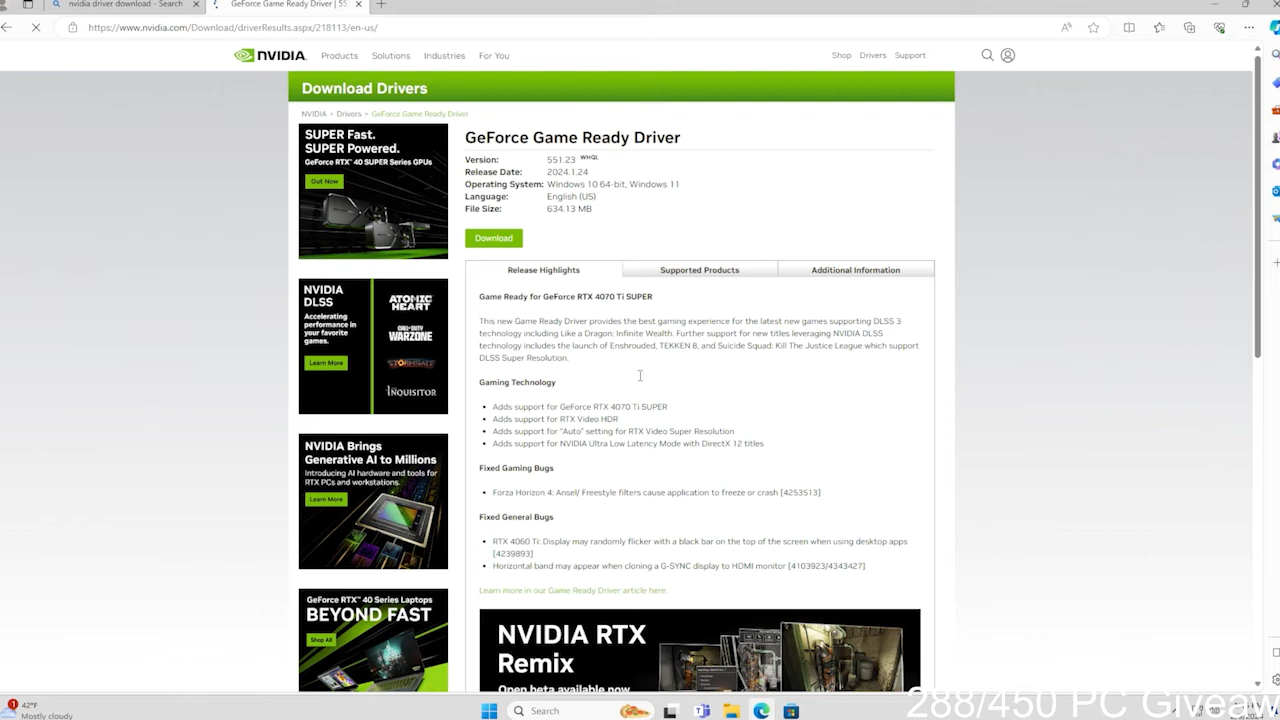 nvidia driver download - Search
GeForce Game Ready Driver | 55
https://www.nvidia.com/Download/driverResults.aspx/218113/en-us/
NVIDIA.
Products
Solutions
Industries
For You
Shop
Drivers
Support
Download Drivers
NVIDIA > Drivers > GeForce Game Ready Driver
SUPER Fast.
SUPER Powered.
GeForce RTX™ 40 SUPER Series GPUs
Out Now
GeForce Game Ready Driver
Version: 551.23 WHQL
Release Date: 2024.1.24
Operating System: Windows 10 64-bit, Windows 11
Language: English (US)
File Size: 634.13 MB
Download
Release Highlights
Supported Products
Additional Information
NVIDIA
DLSS
Accelerating
performance in
your favorite
games.
Learn More
ATOMIC
HEART
CALL OF DUTY
WARZONE
STORMGATE
INQUISITOR
Game Ready for GeForce RTX 4070 Ti SUPER
This new Game Ready Driver provides the best gaming experience for the latest new games supporting DLSS 3
technology including Like a Dragon: Infinite Wealth. Further support for new titles leveraging NVIDIA DLSS
technology includes the launch of Enshrouded, TEKKEN 8, and Suicide Squad: Kill The Justice League which support
DLSS Super Resolution.
Gaming Technology
• Adds support for GeForce RTX 4070 Ti SUPER
• Adds support for RTX Video HDR
• Adds support for "Auto" setting for RTX Video Super Resolution
• Adds support for NVIDIA Ultra Low Latency Mode with DirectX 12 titles
Fixed Gaming Bugs
• Forza Horizon 4: Ansel/ Freestyle filters cause application to freeze or crash [4253513]
Fixed General Bugs
• RTX 4060 Ti: Display may randomly flicker with a black bar on the top of the screen when using desktop apps
[4239893]
• Horizontal band may appear when cloning a G-SYNC display to HDMI monitor [4103923/4343427]
Learn more in our Game Ready Driver article here.
NVIDIA Brings
Generative AI to Millions
Introducing AI hardware and tools for
RTX PCs and workstations.
Learn More
GeForce RTX™ 40 Series Laptops
BEYOND FAST
Shop All
NVIDIA RTX
Remix
Open beta available now
42°F
Mostly cloudy
Search
288/450 PC Giveaw